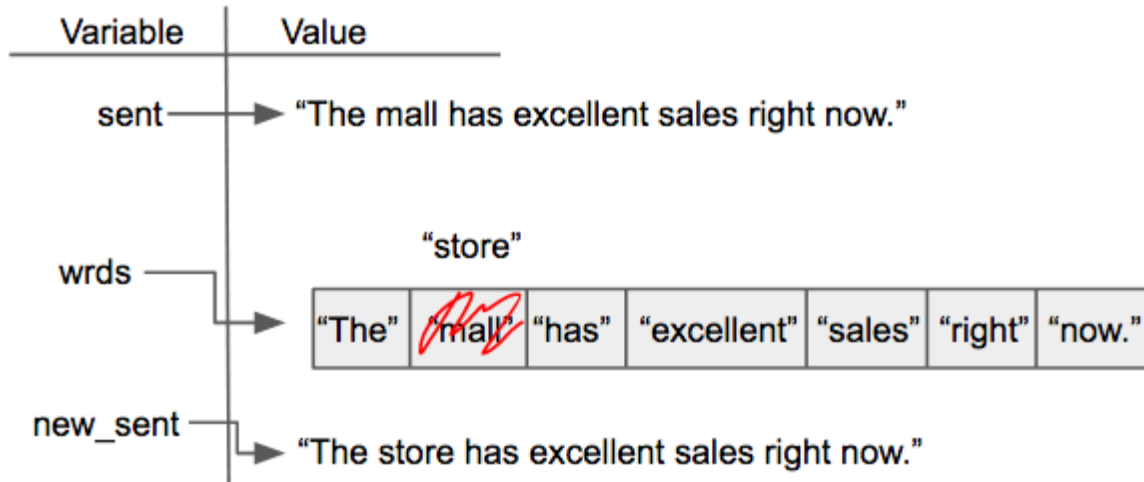 Variable Value
sent “The mall has excellent sales right now.”
“store”
wrds
“The” “mall” “has” “excellent” “sales” “right” “now.”
new_sent
“The store has excellent sales right now.”